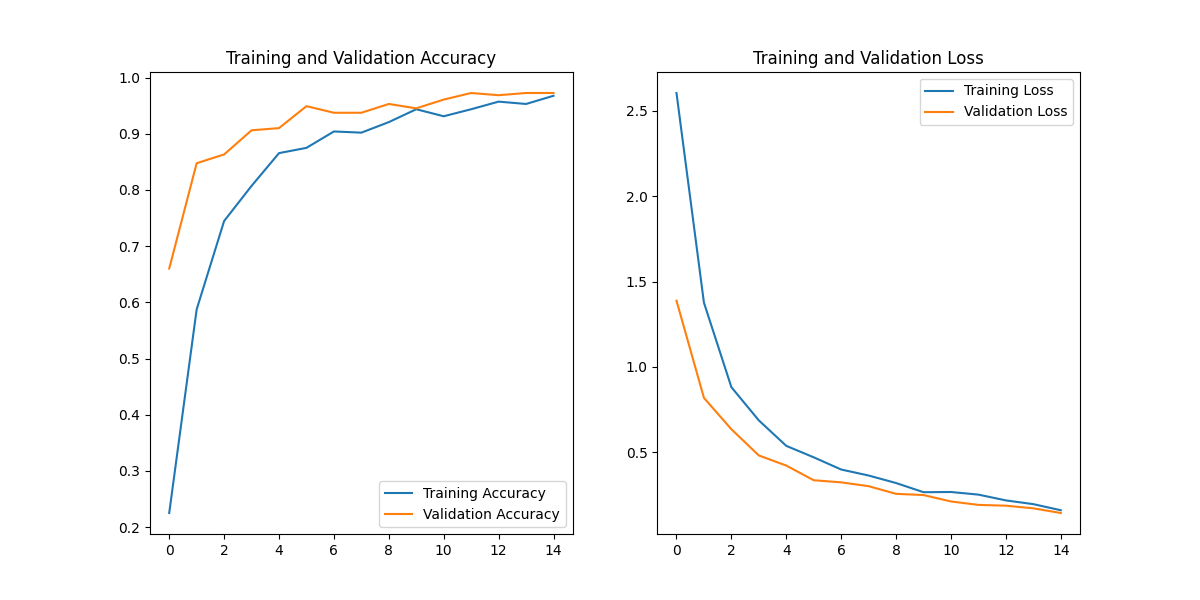 Training and Validation Accuracy
1.0
0.9
0.8
0.7
0.6
0.5
0.4
0.3
0.2
0 2 4 6 8 10 12 14
Training Accuracy
Validation Accuracy
Training and Validation Loss
2.5
2.0
1.5
1.0
0.5
0 2 4 6 8 10 12 14
Training Loss
Validation Loss